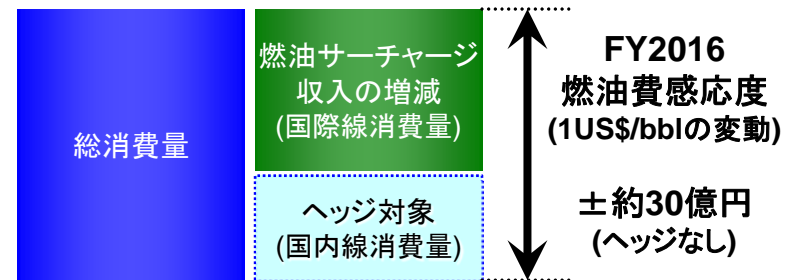 総消費量
燃油サーチャージ
収入の増減
(国際線消費量)
ヘッジ対象
(国内線消費量)
FY2016
燃油費感応度
(1US$/bblの変動)
±約30億円
(ヘッジなし)